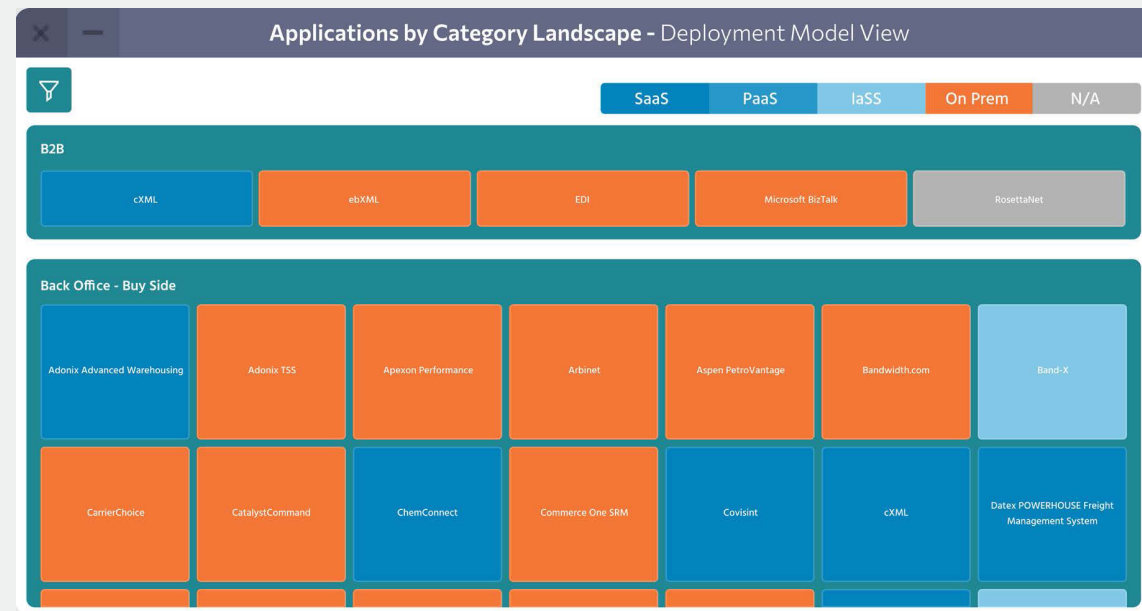 Applications by Category Landscape - Deployment Model View
SaaS PaaS IaSS On Prem N/A
B2B
cXML ebXML EDI Microsoft BizTalk RosettaNet
Back Office - Buy Side
Adonix Advanced Warehousing Adonix TSS Apexon Performance Arbinet Aspen PetroVantage Bandwidth.com Band-X
CarrierChoice CatalystCommand ChemConnect Commerce One SRM Covisint cXML Datex POWERHOUSE Freight
Management System